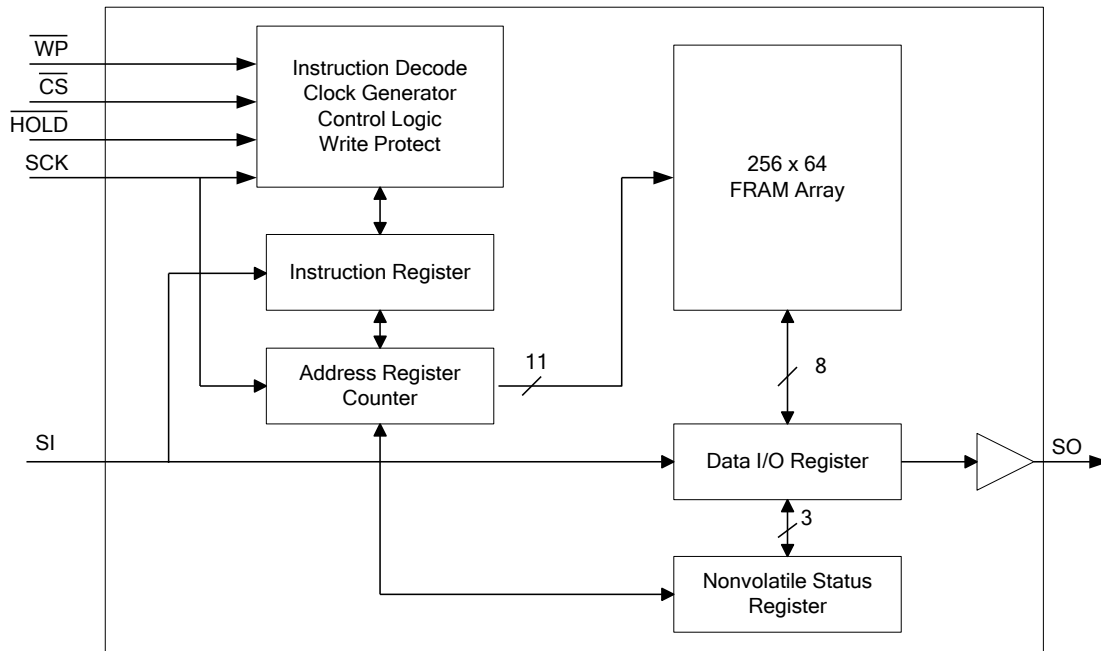 WP
CS
HOLD
SCK
Instruction Decode
Clock Generator
Control Logic
Write Protect
256 x 64
FRAM Array
Instruction Register
Address Register
Counter
11
8
SI
Data I/O Register
SO
3
Nonvolatile Status
Register